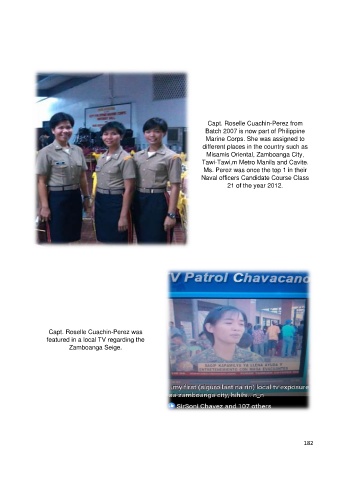 Capt. Roselle Cuachin-Perez from
Batch 2007 is now part of Philippine
Marine Corps. She was assigned to
different places in the country such as
Misamis Oriental, Zamboanga City,
Tawi-Tawi,m Metro Manila and Cavite.
Ms. Perez was once the top 1 in their
Naval officers Candidate Course Class
21 of the year 2012.
V Patrol Chavacano
Capt. Roselle Cuachin-Perez was
featured in a local TV regarding the
Zamboanga Seige.
my first (siguro last na rin) local tv exposure
sa zamboanga city, hihihi.. n_n
SirSoni Chavez and 107 others
182